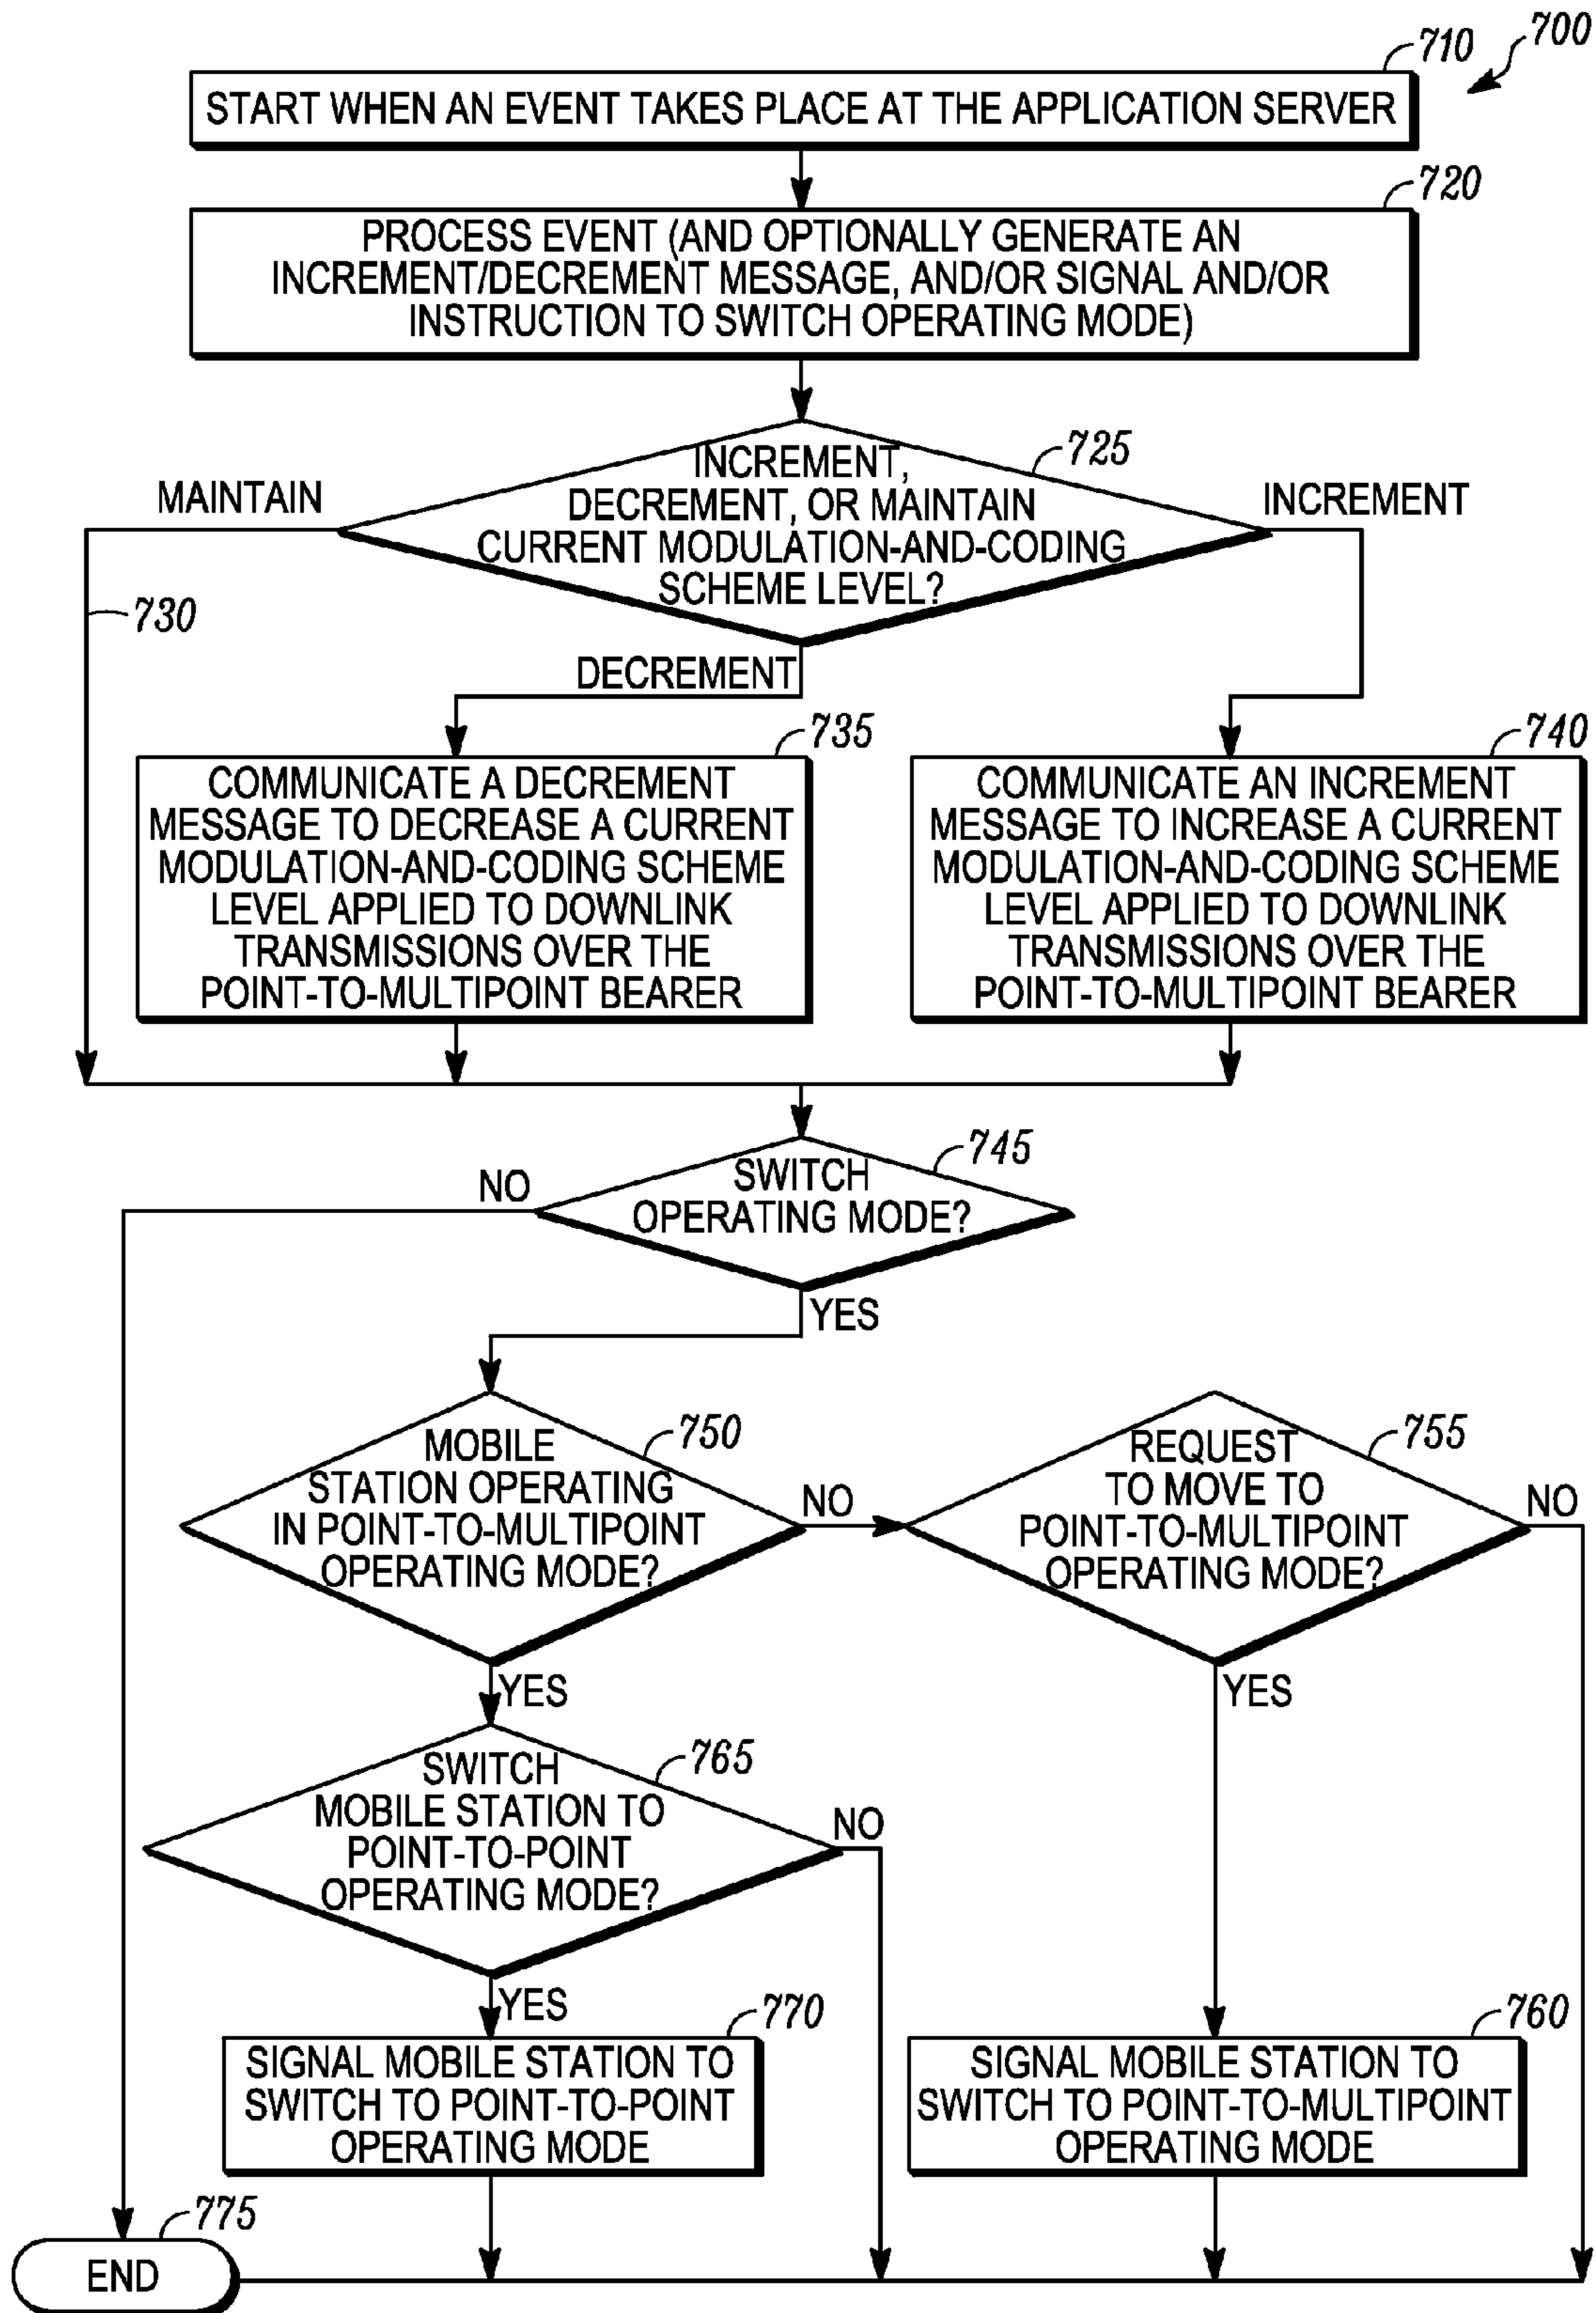 700
710
START WHEN AN EVENT TAKES PLACE AT THE APPLICATION SERVER
720
PROCESS EVENT (AND OPTIONALLY GENERATE AN
INCREMENT/DECREMENT MESSAGE, AND/OR SIGNAL AND/OR
INSTRUCTION TO SWITCH OPERATING MODE)
725
INCREMENT,
DECREMENT, OR MAINTAIN
CURRENT MODULATION-AND-CODING
SCHEME LEVEL?
MAINTAIN
INCREMENT
730
DECREMENT
735
COMMUNICATE A DECREMENT
MESSAGE TO DECREASE A CURRENT
MODULATION-AND-CODING SCHEME
LEVEL APPLIED TO DOWNLINK
TRANSMISSIONS OVER THE
POINT-TO-MULTIPOINT BEARER
740
COMMUNICATE AN INCREMENT
MESSAGE TO INCREASE A CURRENT
MODULATION-AND-CODING SCHEME
LEVEL APPLIED TO DOWNLINK
TRANSMISSIONS OVER THE
POINT-TO-MULTIPOINT BEARER
745
SWITCH
OPERATING MODE?
NO
YES
750
MOBILE
STATION OPERATING
IN POINT-TO-MULTIPOINT
OPERATING MODE?
NO
755
REQUEST
TO MOVE TO
POINT-TO-MULTIPOINT
OPERATING MODE?
NO
YES
YES
765
SWITCH
MOBILE STATION TO
POINT-TO-POINT
OPERATING MODE?
NO
YES
770
SIGNAL MOBILE STATION TO
SWITCH TO POINT-TO-POINT
OPERATING MODE
760
SIGNAL MOBILE STATION TO
SWITCH TO POINT-TO-MULTIPOINT
OPERATING MODE
775
END